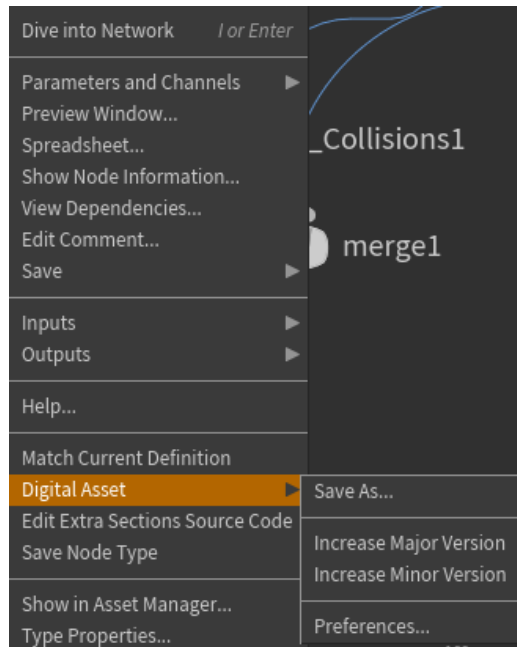 Dive into Network I or Enter
Parameters and Channels
Preview Window...
Spreadsheet...
Show Node Information...
View Dependencies...
Edit Comment...
Save
Inputs
Outputs
Help...
Match Current Definition
Digital Asset
Edit Extra Sections Source Code
Save Node Type
Show in Asset Manager...
Type Properties...
Save As...
Increase Major Version
Increase Minor Version
Preferences...
_Collisions1
merge1